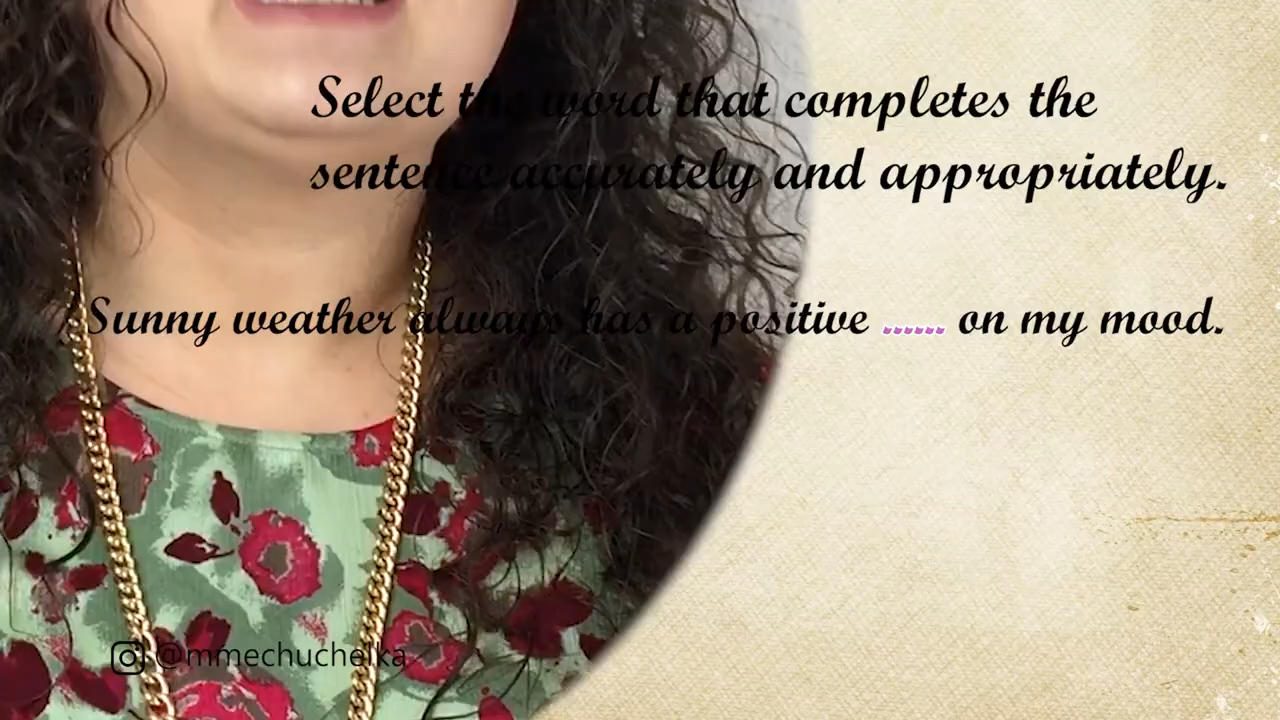 Select the word that completes the
sentence accurately and appropriately.
Sunny weather always has a positive ...... on my mood.
@mmechuchelka